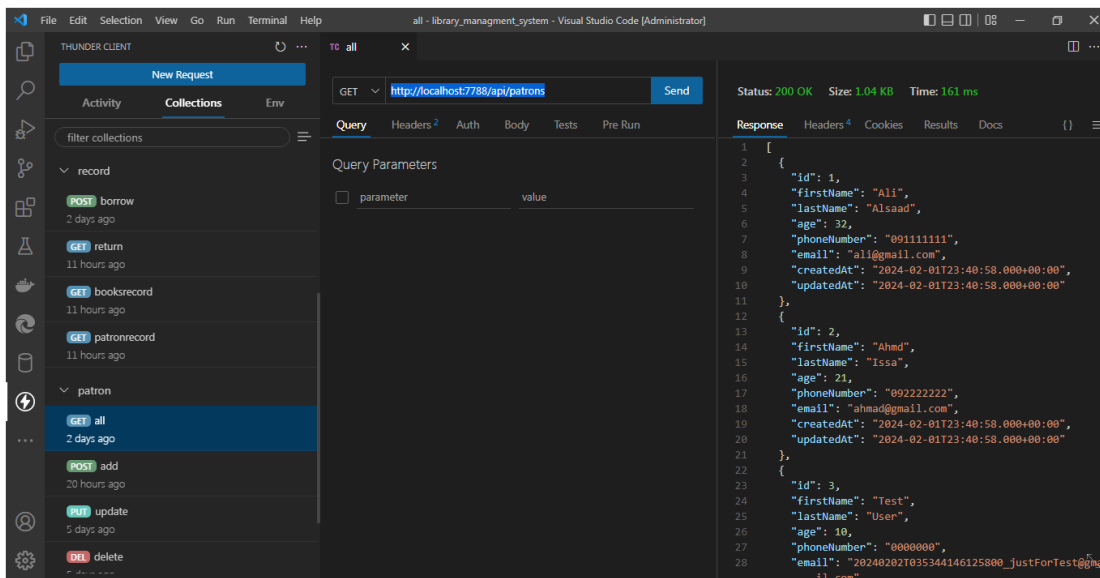 File Edit Selection View Go Run Terminal Help all - library_managment_system - Visual Studio Code [Administrator]
THUNDER CLIENT
New Request
Activity Collections Env
filter collections
record
POST borrow
2 days ago
GET return
11 hours ago
GET booksrecord
11 hours ago
GET patronrecord
11 hours ago
patron
GET all
2 days ago
POST add
20 hours ago
PUT update
5 days ago
DEL delete
TC all
GET http://localhost:7788/api/patrons Send
Query Headers 2 Auth Body Tests Pre Run
Query Parameters
parameter value
Status: 200 OK Size: 1.04 KB Time: 161 ms
Response Headers 4 Cookies Results Docs {}
1 [
2 {
3 "id": 1,
4 "firstName": "Ali",
5 "lastName": "Alsaad",
6 "age": 32,
7 "phoneNumber": "091111111",
8 "email": "ali@gmail.com",
9 "createdAt": "2024-02-01T23:40:58.000+00:00",
10 "updatedAt": "2024-02-01T23:40:58.000+00:00"
11 },
12 {
13 "id": 2,
14 "firstName": "Ahmd",
15 "lastName": "Issa",
16 "age": 21,
17 "phoneNumber": "092222222",
18 "email": "ahmad@gmail.com",
19 "createdAt": "2024-02-01T23:40:58.000+00:00",
20 "updatedAt": "2024-02-01T23:40:58.000+00:00"
21 },
22 {
23 "id": 3,
24 "firstName": "Test",
25 "lastName": "User",
26 "age": 10,
27 "phoneNumber": "0000000",
28 "email": "20240202T035344146125800_justForTest@gm